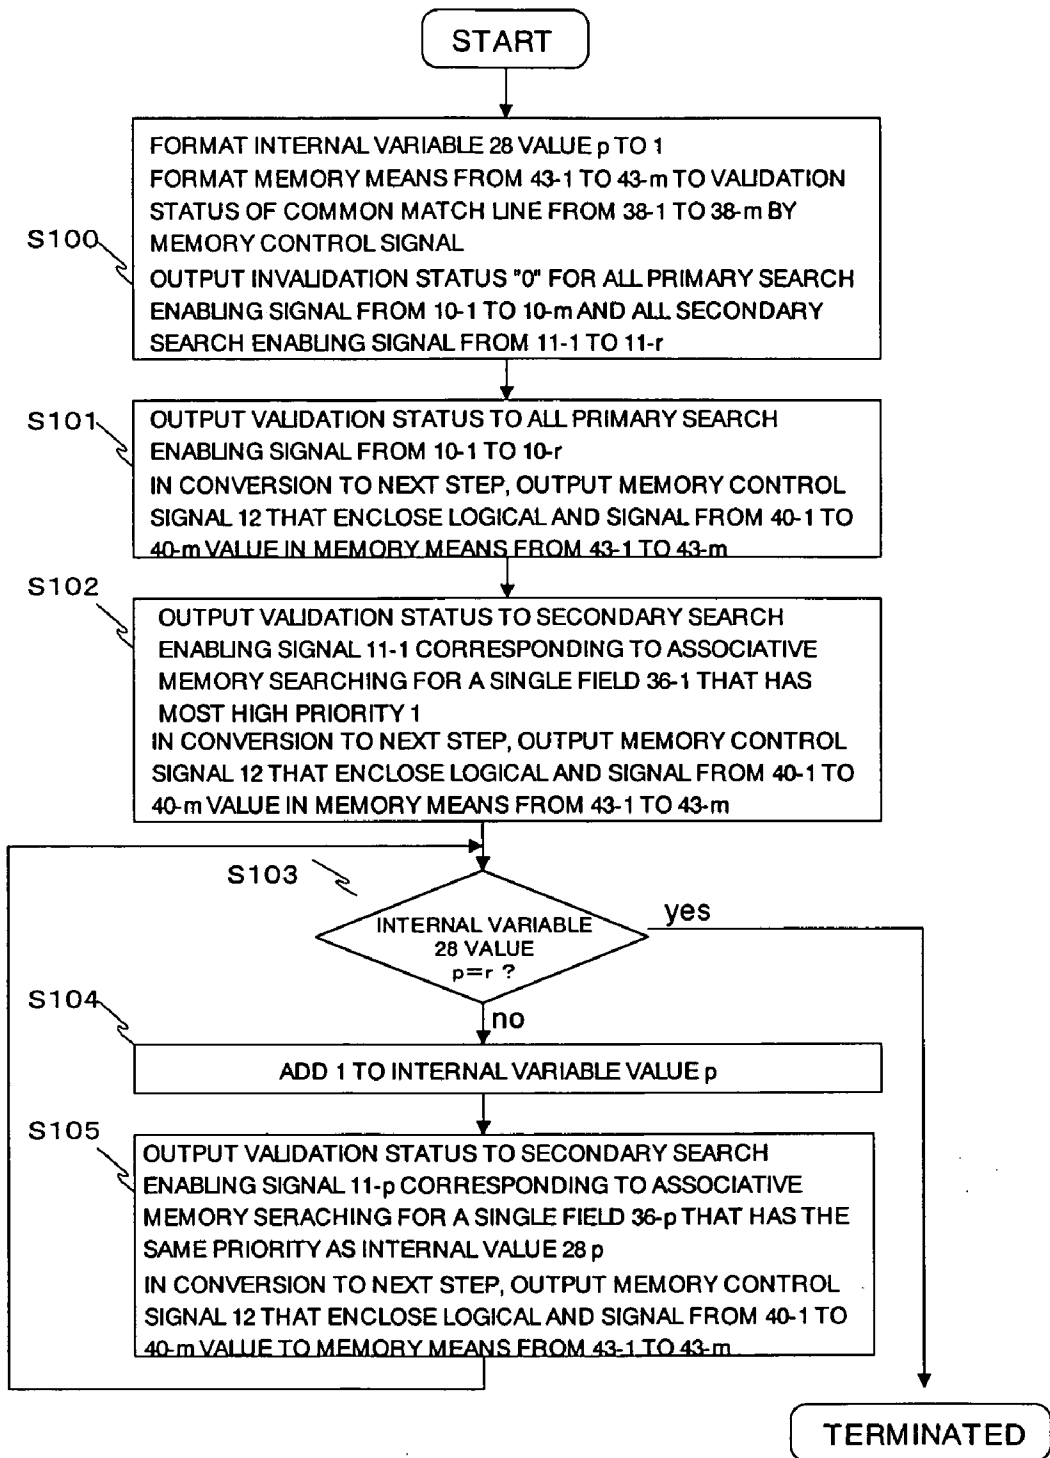 START
FORMAT INTERNAL VARIABLE 28 VALUE p TO 1
FORMAT MEMORY MEANS FROM 43-1 TO 43-m TO VALIDATION
STATUS OF COMMON MATCH LINE FROM 38-1 TO 38-m BY
MEMORY CONTROL SIGNAL
OUTPUT INVALIDATION STATUS "0" FOR ALL PRIMARY SEARCH
ENABLING SIGNAL FROM 10-1 TO 10-m AND ALL SECONDARY
SEARCH ENABLING SIGNAL FROM 11-1 TO 11-r
S100
S101
OUTPUT VALIDATION STATUS TO ALL PRIMARY SEARCH
ENABLING SIGNAL FROM 10-1 TO 10-r
IN CONVERSION TO NEXT STEP, OUTPUT MEMORY CONTROL
SIGNAL 12 THAT ENCLOSE LOGICAL AND SIGNAL FROM 40-1 TO
40-m VALUE IN MEMORY MEANS FROM 43-1 TO 43-m
S102
OUTPUT VALIDATION STATUS TO SECONDARY SEARCH
ENABLING SIGNAL 11-1 CORRESPONDING TO ASSOCIATIVE
MEMORY SEARCHING FOR A SINGLE FIELD 36-1 THAT HAS
MOST HIGH PRIORITY 1
IN CONVERSION TO NEXT STEP, OUTPUT MEMORY CONTROL
SIGNAL 12 THAT ENCLOSE LOGICAL AND SIGNAL FROM 40-1 TO
40-m VALUE IN MEMORY MEANS FROM 43-1 TO 43-m
S103
INTERNAL VARIABLE
28 VALUE
p=r ?
yes
no
S104
ADD 1 TO INTERNAL VARIABLE VALUE p
S105
OUTPUT VALIDATION STATUS TO SECONDARY SEARCH
ENABLING SIGNAL 11-p CORRESPONDING TO ASSOCIATIVE
MEMORY SERACHING FOR A SINGLE FIELD 36-p THAT HAS THE
SAME PRIORITY AS INTERNAL VALUE 28 p
IN CONVERSION TO NEXT STEP, OUTPUT MEMORY CONTROL
SIGNAL 12 THAT ENCLOSE LOGICAL AND SIGNAL FROM 40-1 TO
40-m VALUE TO MEMORY MEANS FROM 43-1 TO 43-m
TERMINATED